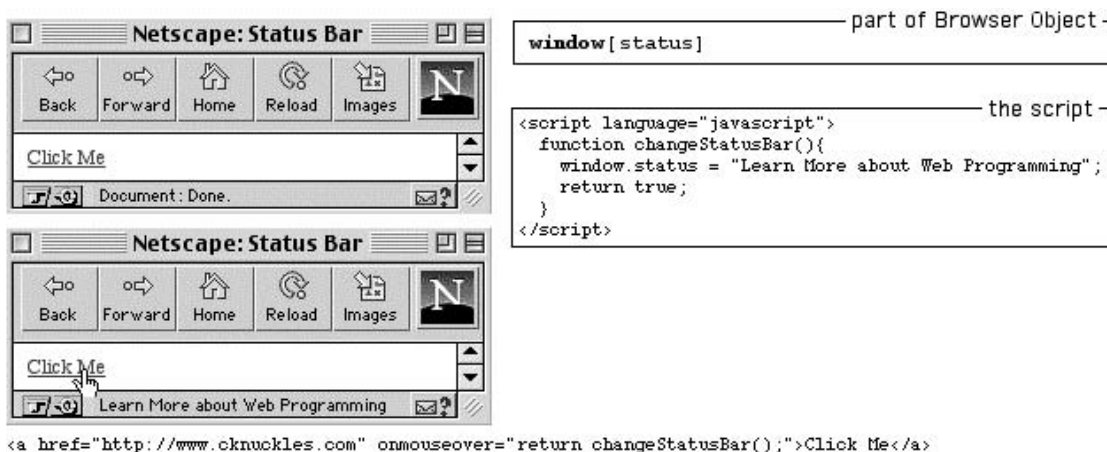 Netscape: Status Bar
Back Forward Home Reload Images N
Click Me
Document: Done.
Netscape: Status Bar
Back Forward Home Reload Images N
Click Me
Learn More about Web Programming
part of Browser Object
window[status]
the script
<script language="javascript">
function changeStatusBar(){
window.status = "Learn More about Web Programming";
return true;
}
</script>
<a href="http://www.cknuckles.com" onmouseover="return changeStatusBar();">Click Me</a>